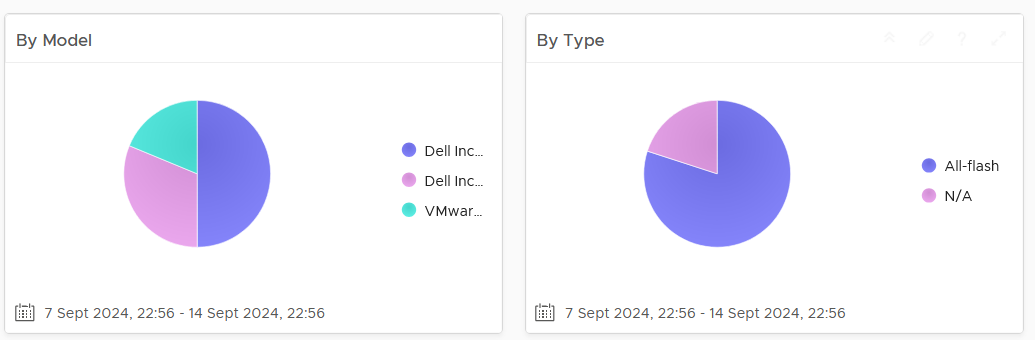 By Model
Dell Inc...
Dell Inc...
VMwar...
7 Sept 2024, 22:56 - 14 Sept 2024, 22:56
By Type
?
All-flash
N/A
7 Sept 2024, 22:56 - 14 Sept 2024, 22:56